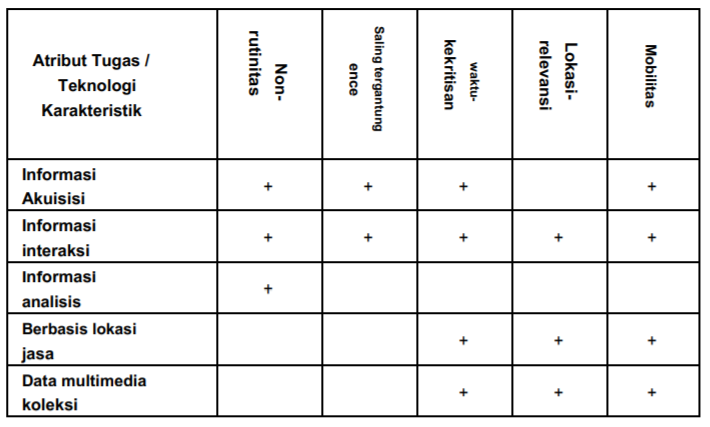 Atribut Tugas /
Teknologi
Karakteristik
Non-
rutinitas
Saling tergantung
ence
waktu-
kekritisan
Lokasi-
relevansi
Mobilitas
Informasi
Akuisisi
+ + + +
Informasi
interaksi
+ + + + +
Informasi
analisis
+
Berbasis lokasi
jasa
+ + +
Data multimedia
koleksi
+ + +